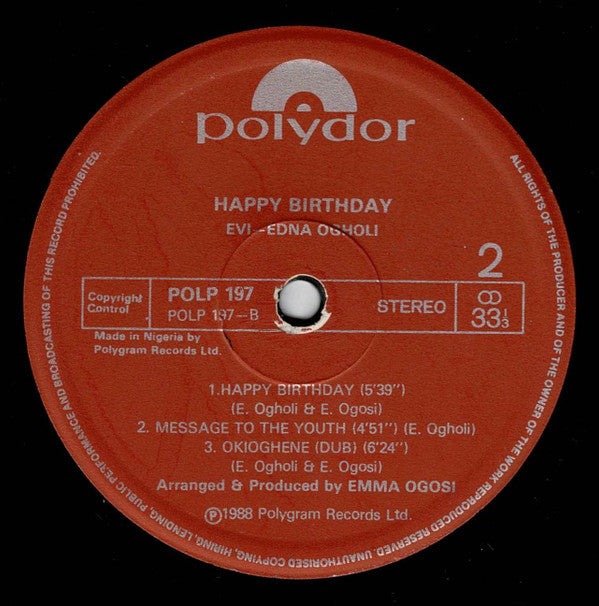 polydor
HAPPY BIRTHDAY
EVI-EDNA OGHOLI
2
Copyright Control
POLP 197
POLP 197-B
STEREO
33 1/3
Made in Nigeria by
Polygram Records Ltd.
1.HAPPY BIRTHDAY (5'39")
(E. Ogholi & E. Ogosi)
2. MESSAGE TO THE YOUTH (4'51") (E. Ogholi)
3. OKIOGHENE (DUB) (6'24")
(E. Ogholi & E. Ogosi)
Arranged & Produced by EMMA OGOSI
Ⓟ1988 Polygram Records Ltd.
ALL RIGHTS OF THE PRODUCER AND OF THE OWNER OF THE WORK REPRODUCED RESERVED. UNAUTHORISED COPYING, HIRING, LENDING, PUBLIC PERFORMANCE AND BROADCASTING OF THIS RECORD PROHIBITED.